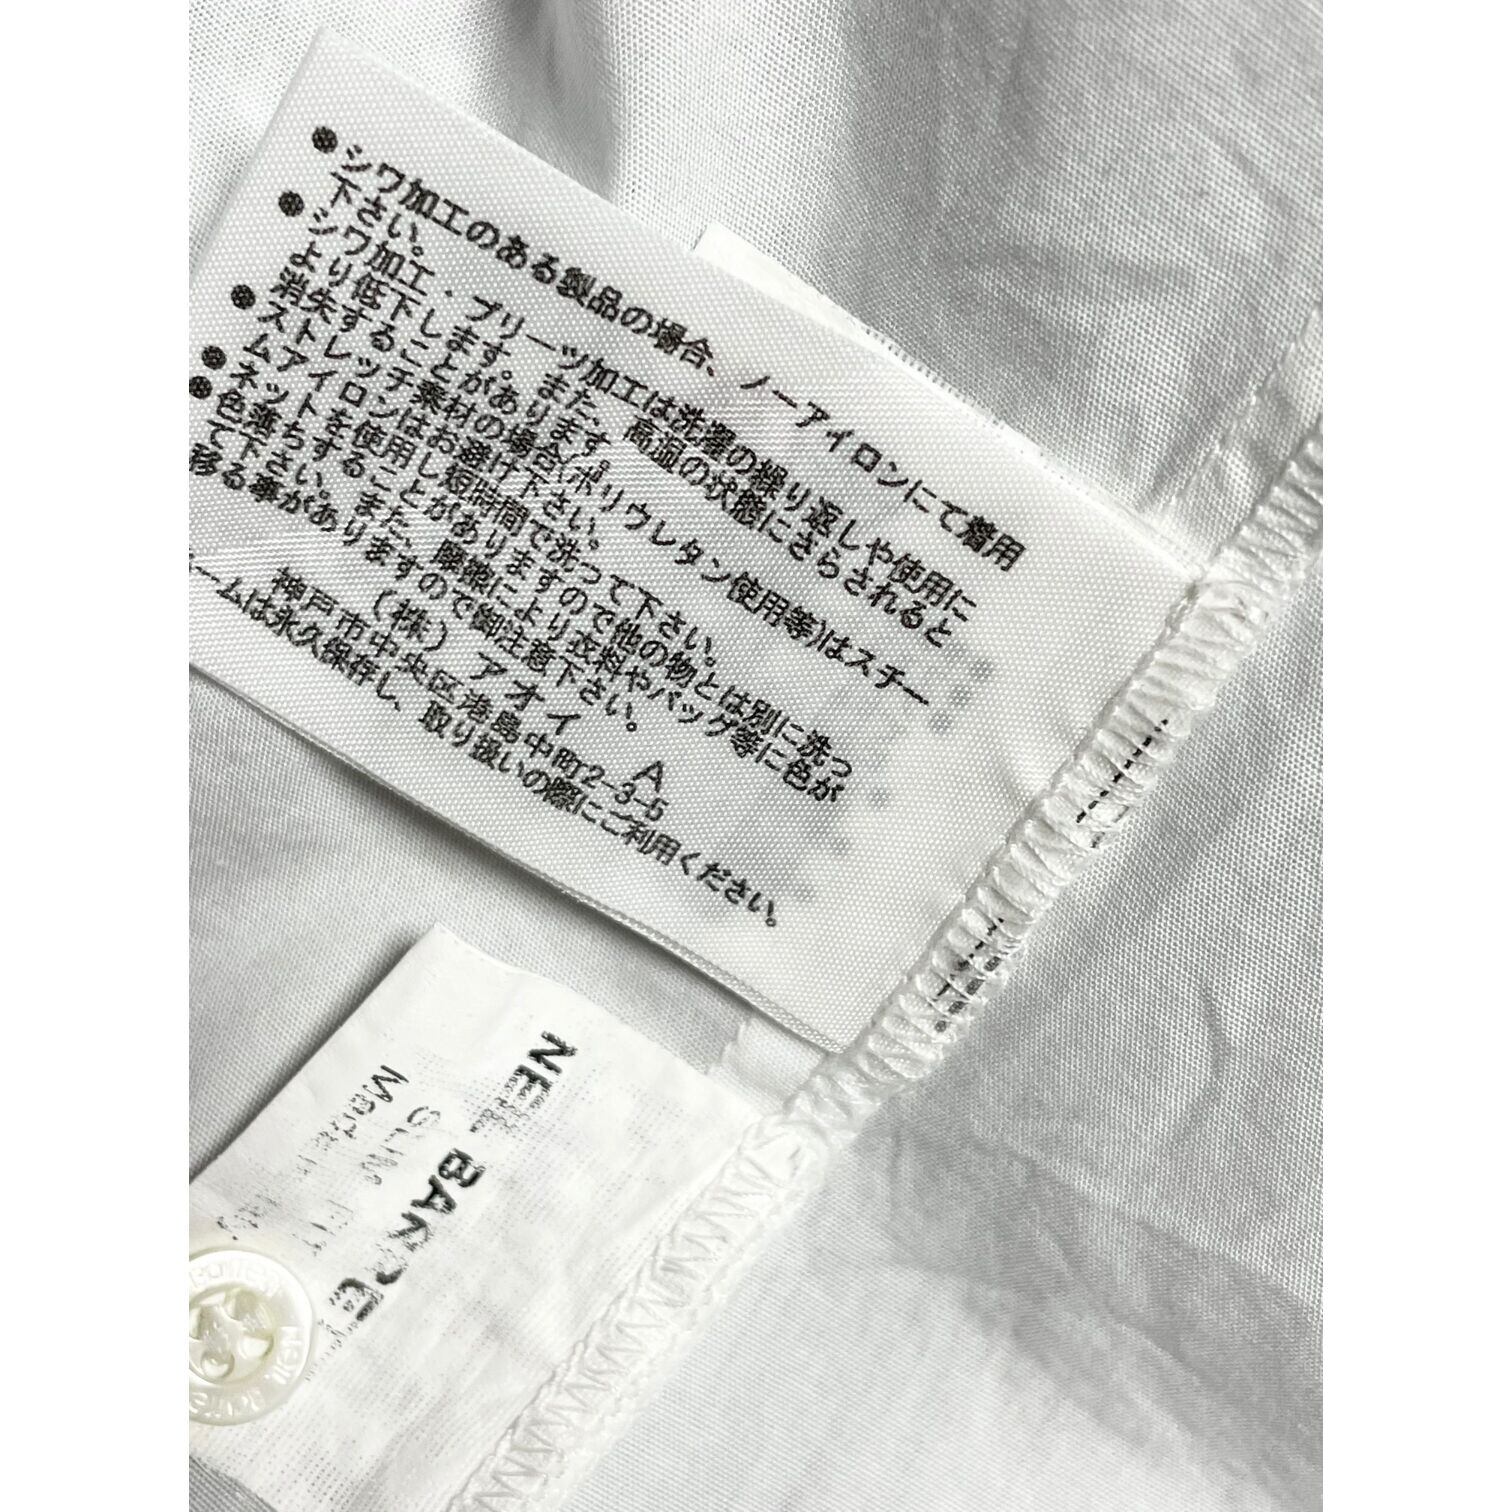 ●シワ加工のある製品の場合、ノーアイロンにて着用
下さい。
●シワ加工・プリーツ加工は洗濯の繰り返しや使用に
より低下します。また、高温の状態にさらされると
消失することがあります。
●ストレッチ素材の場合(ポリウレタン使用等)はスチー
ムアイロンはお避け下さい。
●ネットを使用し短時間で洗って下さい。
●色落ちすることがありますので他の物とは別に洗っ
て下さい。また、摩擦により衣料やバッグ等に色が
移る事がありますので御注意下さい。
(株)アオイ A
神戸市中央区港島中町2-3-5
ームは永久保存し、取り扱いの際にご利用ください。
NEIL BARRETT
SLIM FIT
Made in